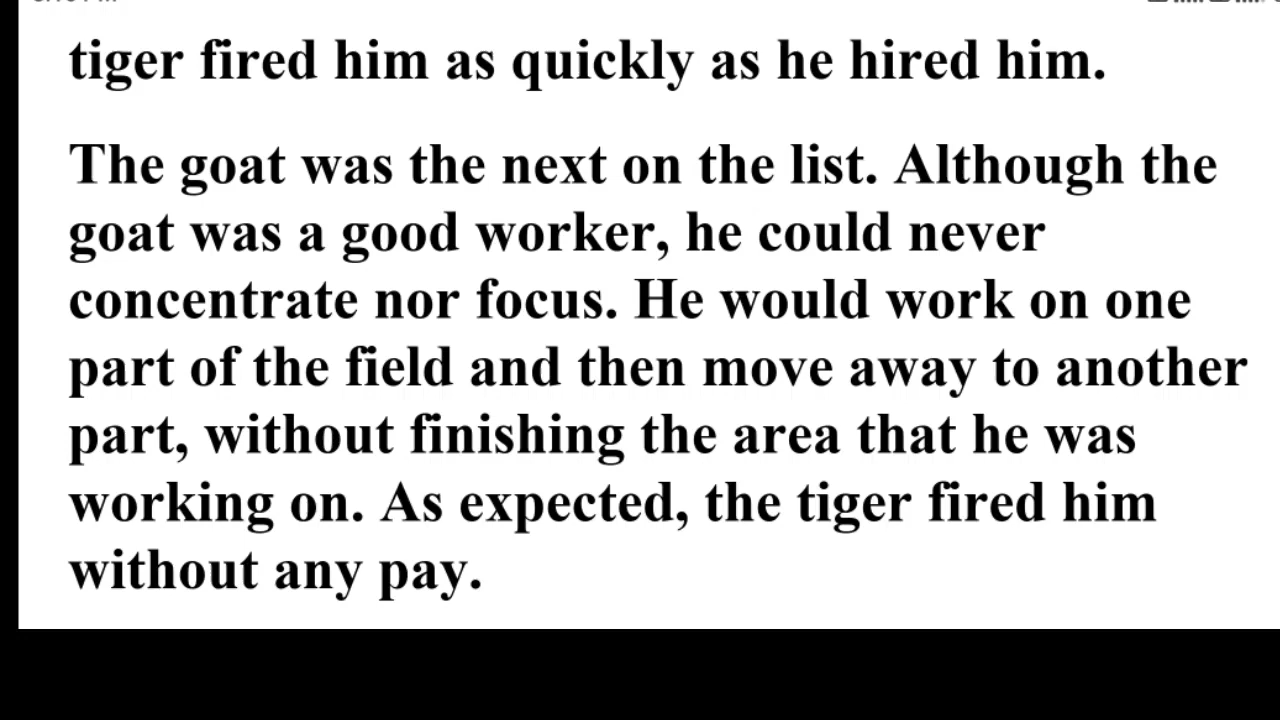 tiger fired him as quickly as he hired him.
The goat was the next on the list. Although the
goat was a good worker, he could never
concentrate nor focus. He would work on one
part of the field and then move away to another
part, without finishing the area that he was
working on. As expected, the tiger fired him
without any pay.